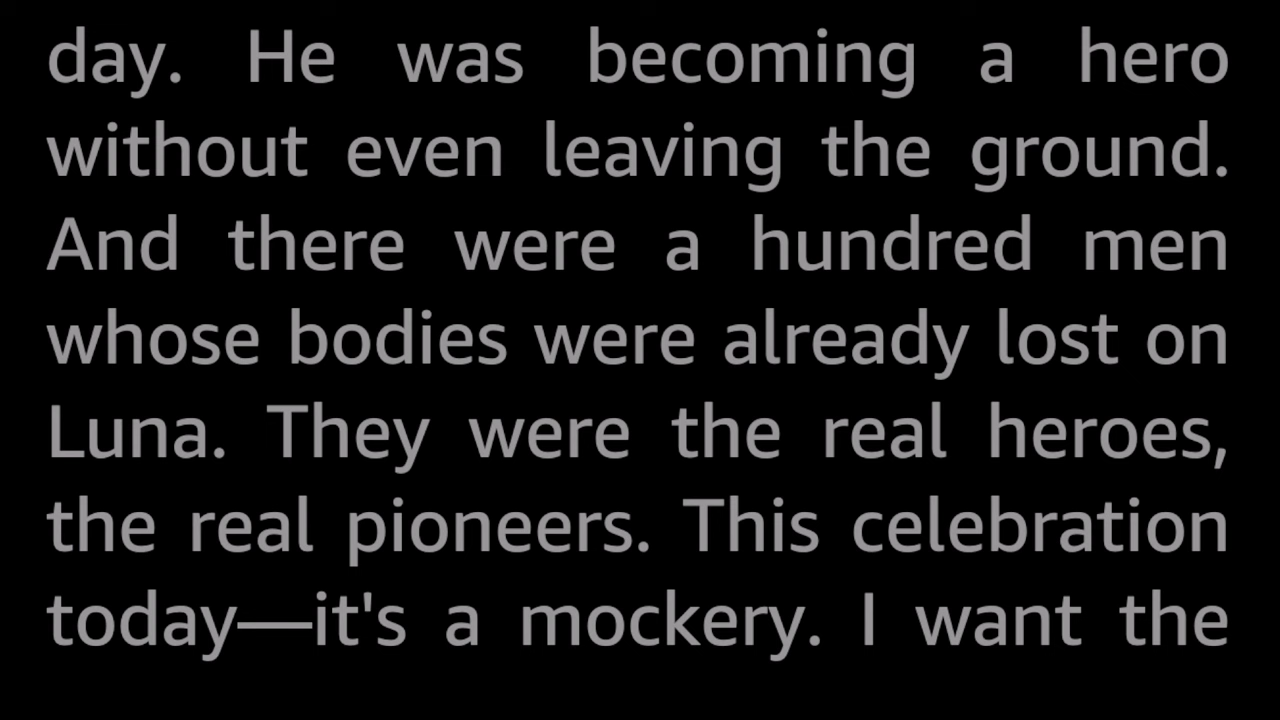 day. He was becoming a hero
without even leaving the ground.
And there were a hundred men
whose bodies were already lost on
Luna. They were the real heroes,
the real pioneers. This celebration
today—it's a mockery. I want the